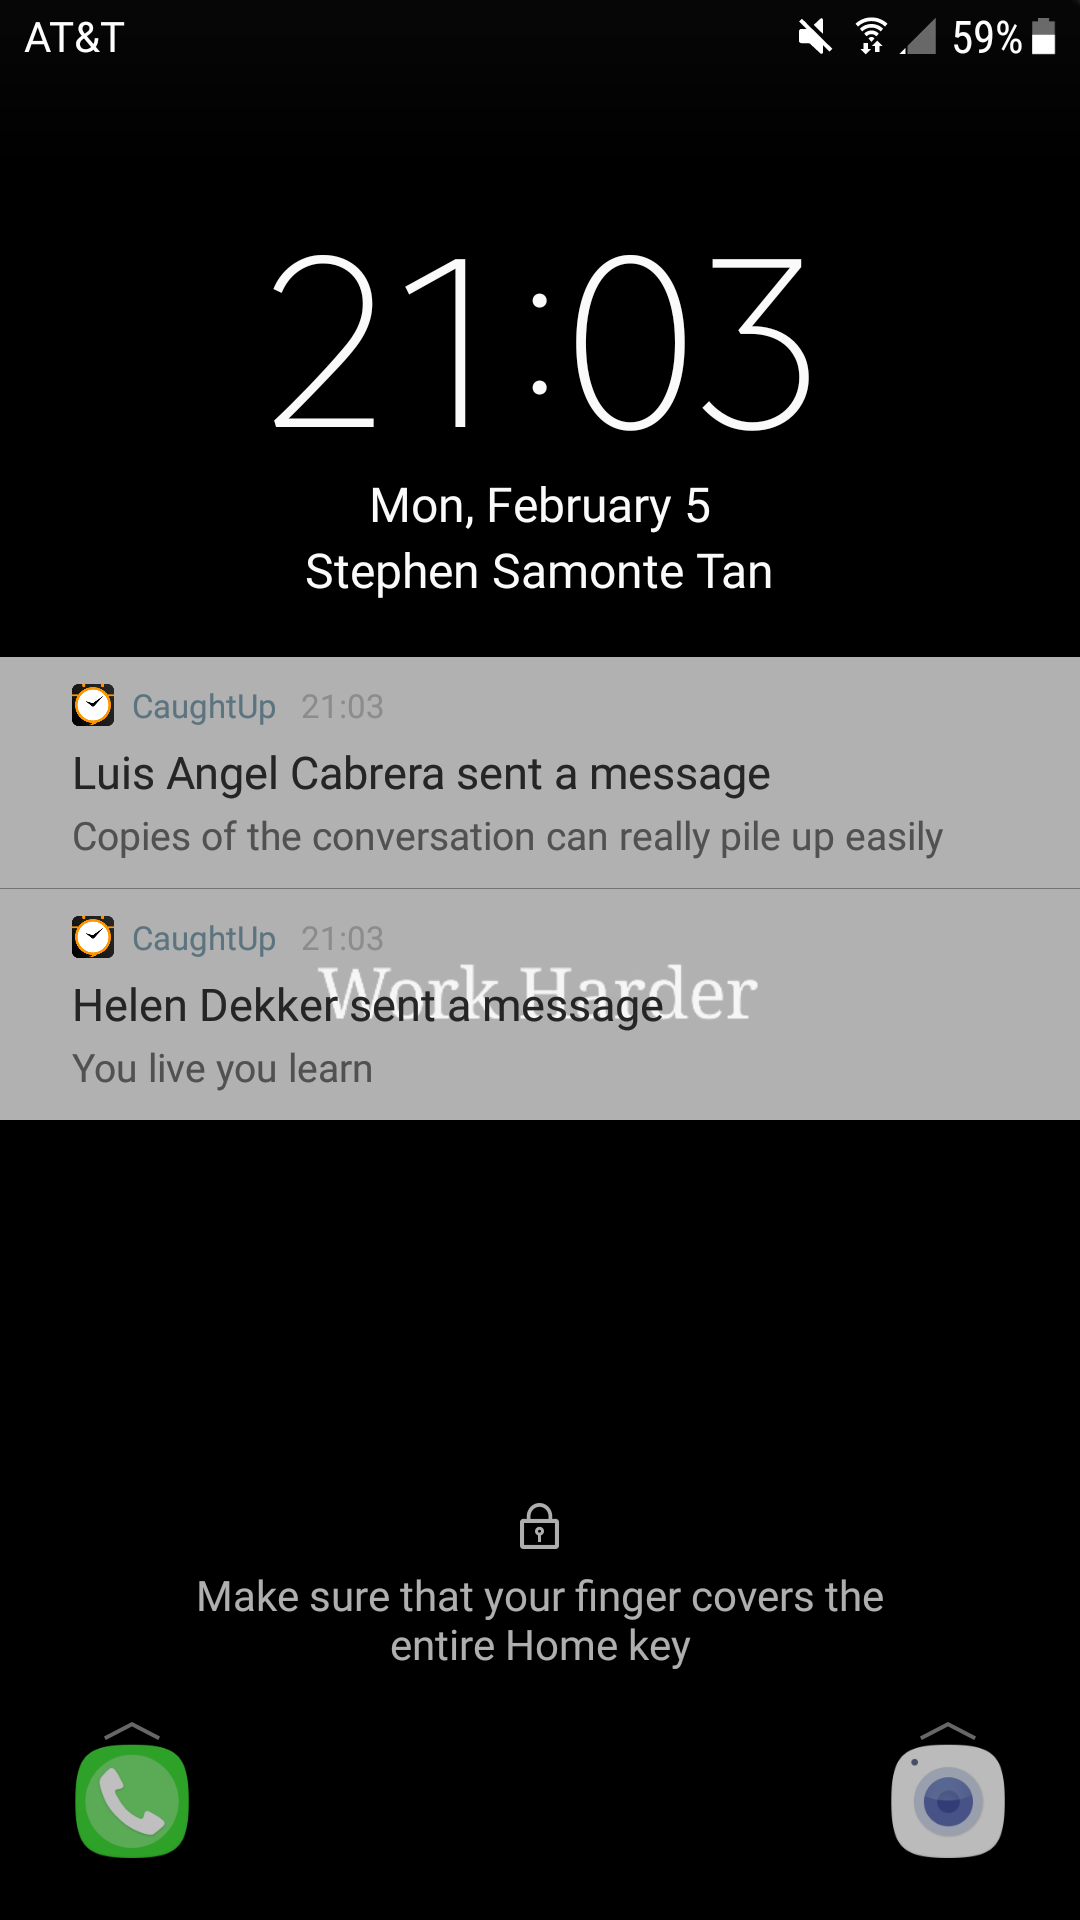 AT&T 59%
21:03
Mon, February 5
Stephen Samonte Tan
CaughtUp 21:03
Luis Angel Cabrera sent a message
Copies of the conversation can really pile up easily
CaughtUp 21:03
Work Harder
Helen Dekker sent a message
You live you learn
Make sure that your finger covers the
entire Home key